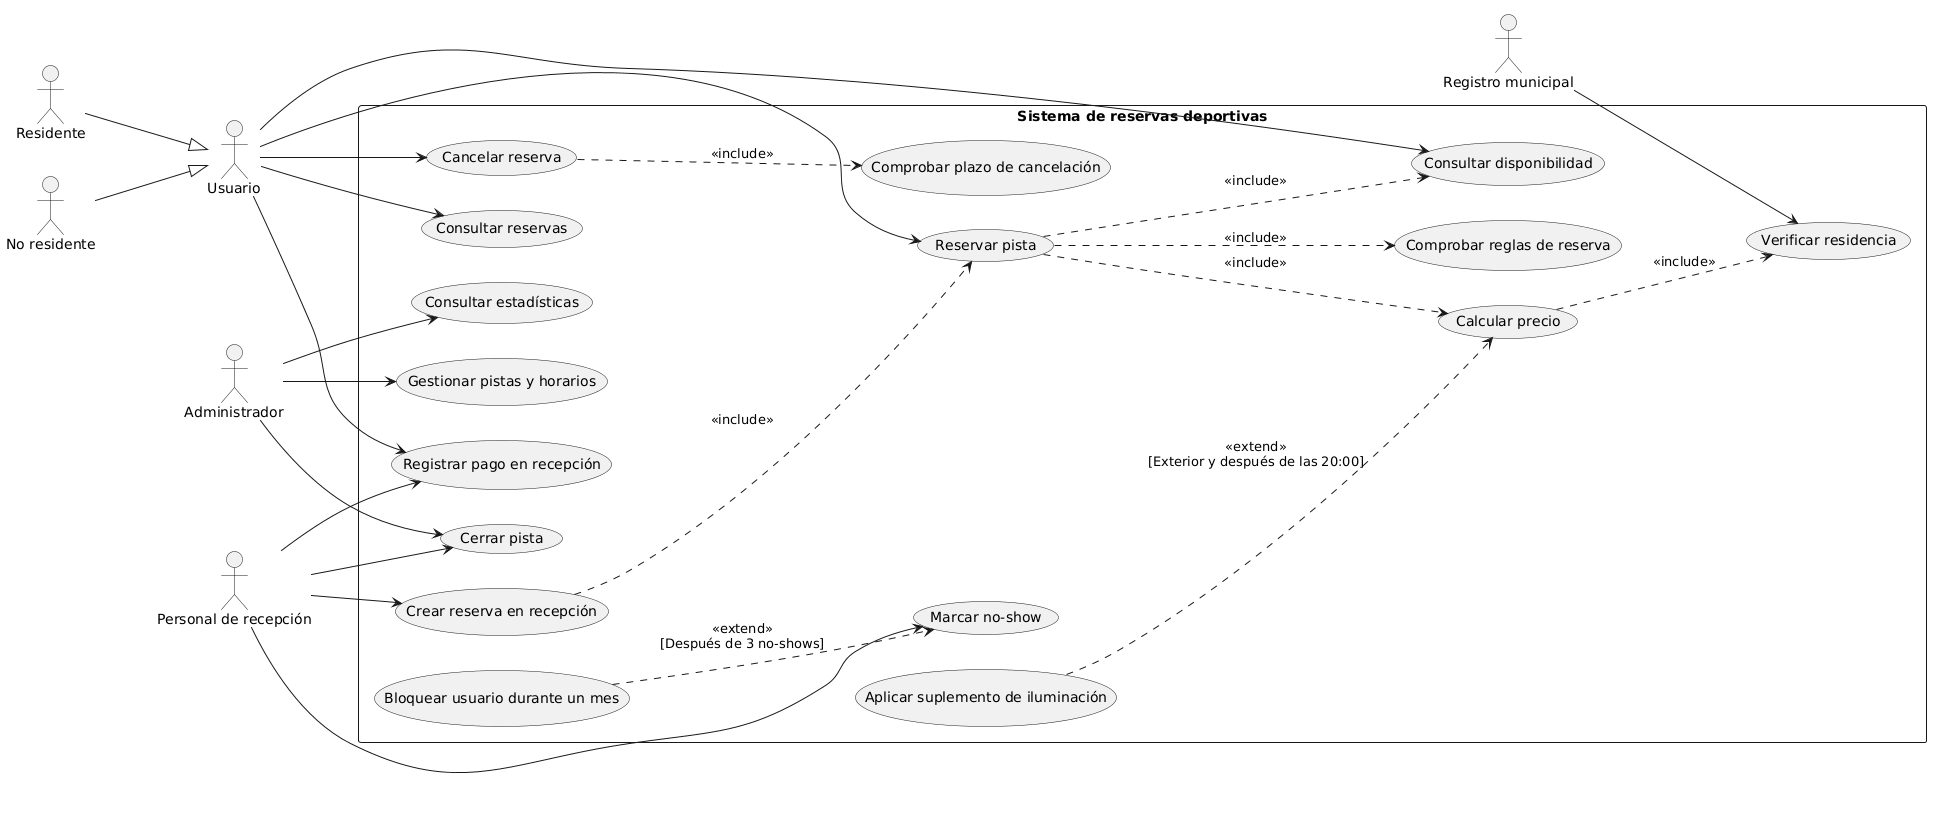 Registro municipal
Residente
Sistema de reservas deportivas
Usuario
No residente
Cancelar reserva
«include»
Comprobar plazo de cancelación
Consultar disponibilidad
«include»
Consultar reservas
Reservar pista
«include»
Comprobar reglas de reserva
Verificar residencia
«include»
«include»
Consultar estadísticas
Calcular precio
Administrador
Gestionar pistas y horarios
«include»
Registrar pago en recepción
«extend»
[Exterior y después de las 20:00]
Cerrar pista
Personal de recepción
Crear reserva en recepción
Marcar no-show
«extend»
[Después de 3 no-shows]
Bloquear usuario durante un mes
Aplicar suplemento de iluminación